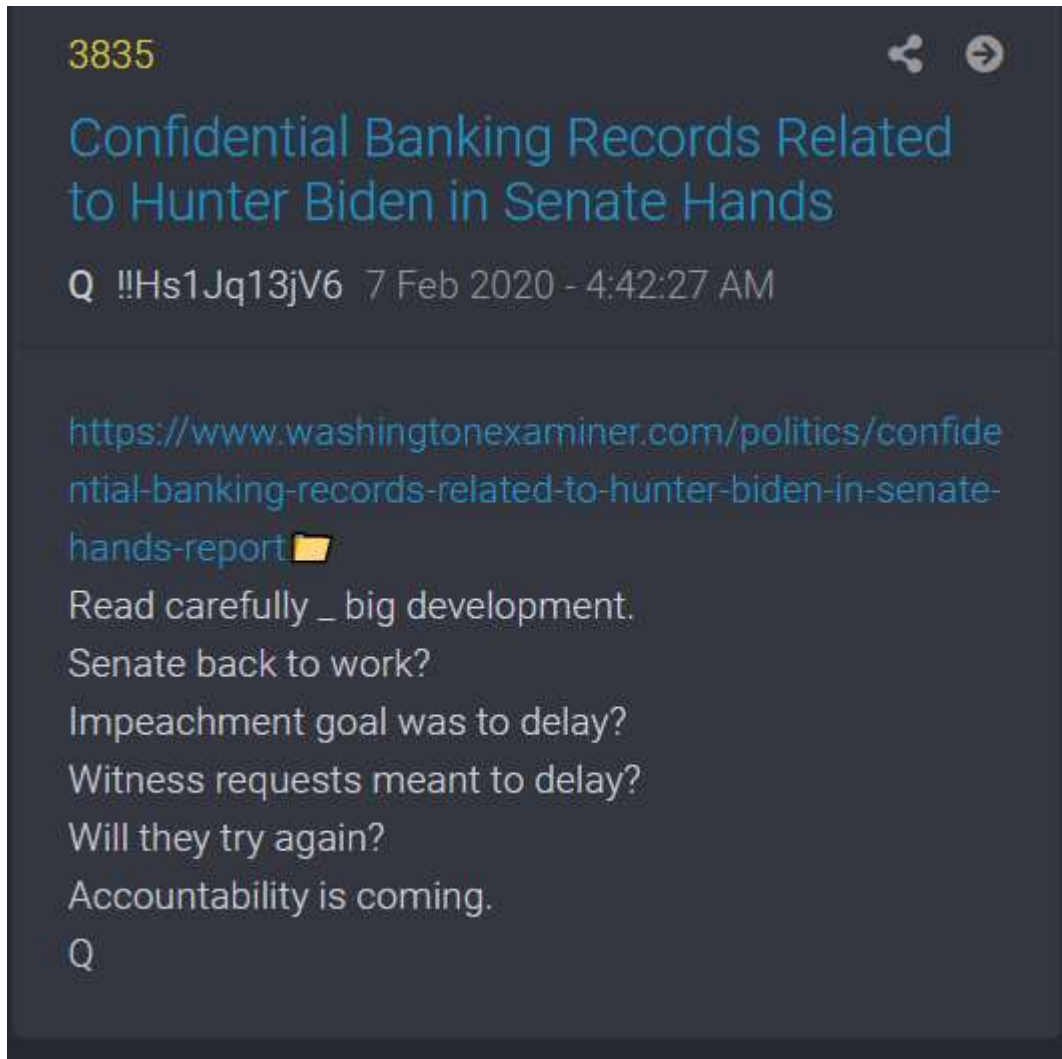 3835
Confidential Banking Records Related
to Hunter Biden in Senate Hands
Q !!Hs1Jq13jV6 7 Feb 2020 - 4:42:27 AM
https://www.washingtonexaminer.com/politics/confide
ntial-banking-records-related-to-hunter-biden-in-senate-
hands-report
Read carefully _ big development.
Senate back to work?
Impeachment goal was to delay?
Witness requests meant to delay?
Will they try again?
Accountability is coming.
Q